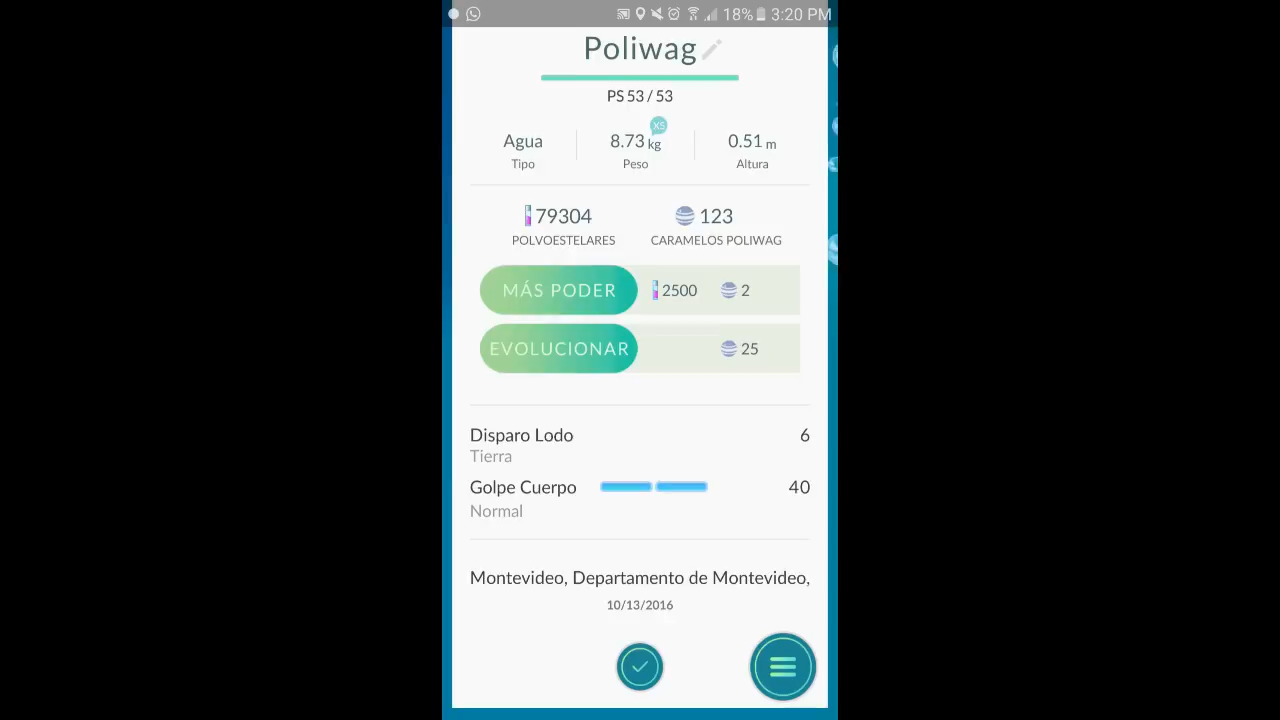 18% 3:20 PM
Poliwag
PS 53 / 53
Agua 8.73 kg X5 0.51 m
Tipo Peso Altura
79304 123
POLVOESTELARES CARAMELOS POLIWAG
MÁS PODER 2500 2
EVOLUCIONAR 25
Disparo Lodo 6
Tierra
Golpe Cuerpo 40
Normal
Montevideo, Departamento de Montevideo,
10/13/2016